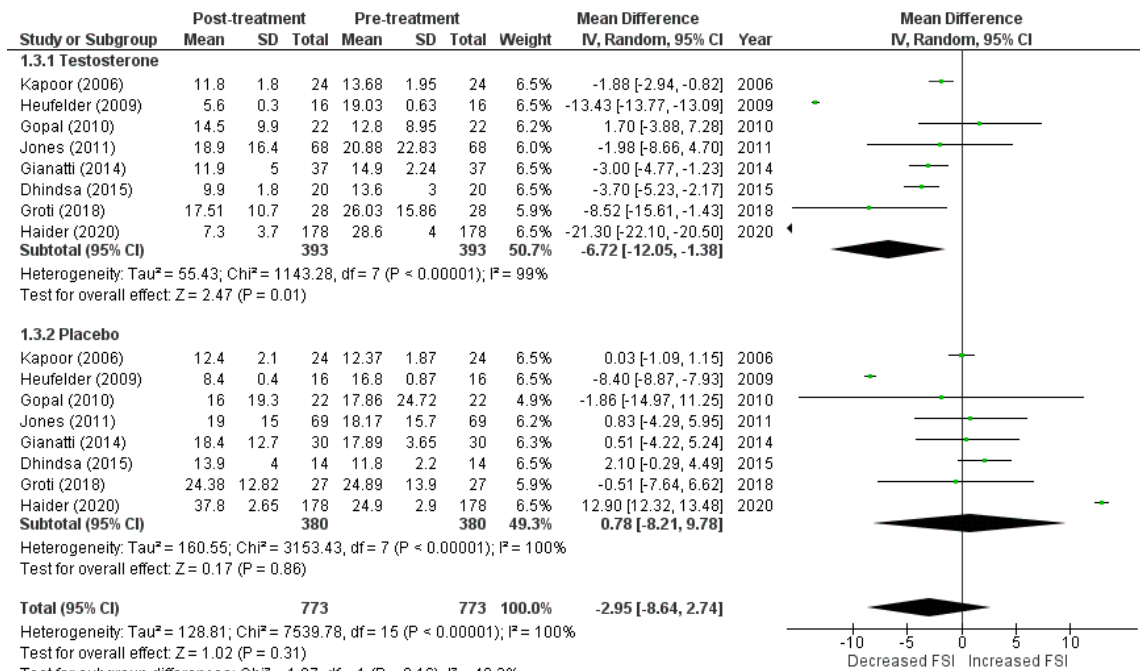 Post-treatment Pre-treatment Mean Difference Mean Difference
Study or Subgroup Mean SD Total Mean SD Total Weight IV, Random, 95% CI Year IV, Random, 95% CI
1.3.1 Testosterone
Kapoor (2006) 11.8 1.8 24 13.68 1.95 24 6.5% -1.88 [-2.94, -0.82] 2006
Heufelder (2009) 5.6 0.3 16 19.03 0.63 16 6.5% -13.43 [-13.77, -13.09] 2009
Gopal (2010) 14.5 9.9 22 12.8 8.95 22 6.2% 1.70 [-3.88, 7.28] 2010
Jones (2011) 18.9 16.4 68 20.88 22.83 68 6.0% -1.98 [-8.66, 4.70] 2011
Gianatti (2014) 11.9 5 37 14.9 2.24 37 6.5% -3.00 [-4.77, -1.23] 2014
Dhindsa (2015) 9.9 1.8 20 13.6 3 20 6.5% -3.70 [-5.23, -2.17] 2015
Groti (2018) 17.51 10.7 28 26.03 15.86 28 5.9% -8.52 [-15.61, -1.43] 2018
Haider (2020) 7.3 3.7 178 28.6 4 178 6.5% -21.30 [-22.10, -20.50] 2020
Subtotal (95% CI) 393 393 50.7% -6.72 [-12.05, -1.38]
Heterogeneity: Tau² = 55.43; Chi² = 1143.28, df = 7 (P < 0.00001); I² = 99%
Test for overall effect: Z = 2.47 (P = 0.01)
1.3.2 Placebo
Kapoor (2006) 12.4 2.1 24 12.37 1.87 24 6.5% 0.03 [-1.09, 1.15] 2006
Heufelder (2009) 8.4 0.4 16 16.8 0.87 16 6.5% -8.40 [-8.87, -7.93] 2009
Gopal (2010) 16 19.3 22 17.86 24.72 22 4.9% -1.86 [-14.97, 11.25] 2010
Jones (2011) 19 15 69 18.17 15.7 69 6.2% 0.83 [-4.29, 5.95] 2011
Gianatti (2014) 18.4 12.7 30 17.89 3.65 30 6.3% 0.51 [-4.22, 5.24] 2014
Dhindsa (2015) 13.9 4 14 11.8 2.2 14 6.5% 2.10 [-0.29, 4.49] 2015
Groti (2018) 24.38 12.82 27 24.89 13.9 27 5.9% -0.51 [-7.64, 6.62] 2018
Haider (2020) 37.8 2.65 178 24.9 2.9 178 6.5% 12.90 [12.32, 13.48] 2020
Subtotal (95% CI) 380 380 49.3% 0.78 [-8.21, 9.78]
Heterogeneity: Tau² = 160.55; Chi² = 3153.43, df = 7 (P < 0.00001); I² = 100%
Test for overall effect: Z = 0.17 (P = 0.86)
Total (95% CI) 773 773 100.0% -2.95 [-8.64, 2.74]
Heterogeneity: Tau² = 128.81; Chi² = 7539.78, df = 15 (P < 0.00001); I² = 100%
Test for overall effect: Z = 1.02 (P = 0.31)
-10 -5 0 5 10
Decreased FSI Increased FSI